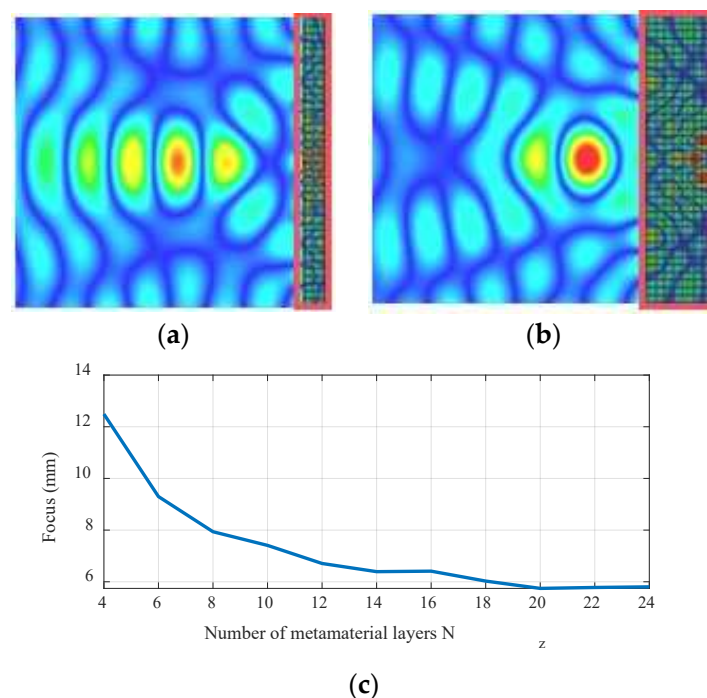 (a) (b)
14
12
10
8
6
Focus (mm)
4 6 8 10 12 14 16 18 20 22 24
Number of metamaterial layers N
z
(c)